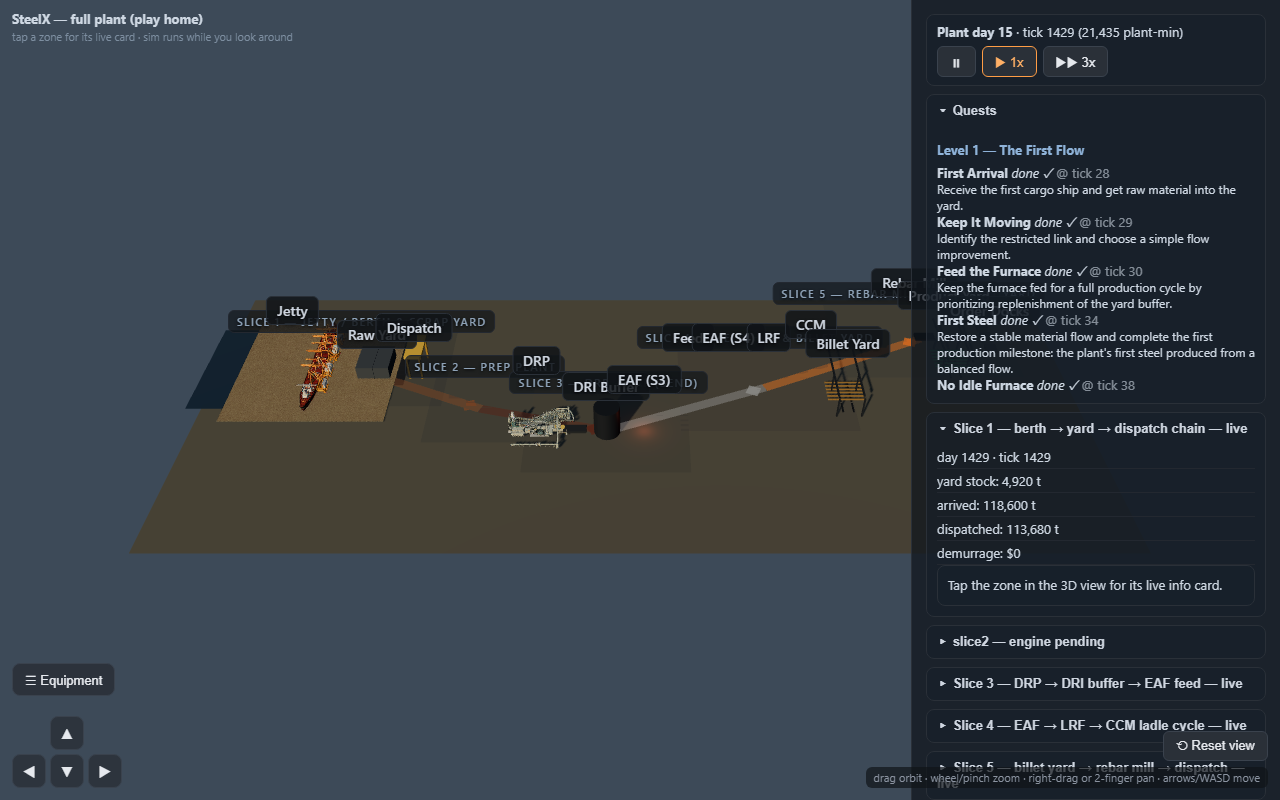 SteelX — full plant (play home)
tap a zone for its live card · sim runs while you look around
Plant day 15 · tick 1429 (21,435 plant-min)
1x
3x
Quests
Level 1 — The First Flow
First Arrival done ✓ @ tick 28
Receive the first cargo ship and get raw material into the
yard.
Keep It Moving done ✓ @ tick 29
Identify the restricted link and choose a simple flow
improvement.
Feed the Furnace done ✓ @ tick 30
Keep the furnace fed for a full production cycle by
prioritizing replenishment of the yard buffer.
First Steel done ✓ @ tick 34
Restore a stable material flow and complete the first
production milestone: the plant's first steel produced from a
balanced flow.
No Idle Furnace done ✓ @ tick 38
Slice 1 — berth → yard → dispatch chain — live
day 1429 · tick 1429
yard stock: 4,920 t
arrived: 118,600 t
dispatched: 113,680 t
demurrage: $0
Tap the zone in the 3D view for its live info card.
slice2 — engine pending
Slice 3 — DRP → DRI buffer → EAF feed — live
Slice 4 — EAF → LRF → CCM ladle cycle — live
Slice 5 — billet yard → rebar mill → dispatch —
live
Reset view
drag orbit · wheel/pinch zoom · right-drag or 2-finger pan · arrows/WASD move
Jetty
Raw
Dispatch
YARD
SLICE 2 — PREP
DRP
SLICE 3
DRI B
EAF (S3)
SLICE 5 — REBAR
EAF (S4)
LRF
CCM
Billet Yard
☰ Equipment